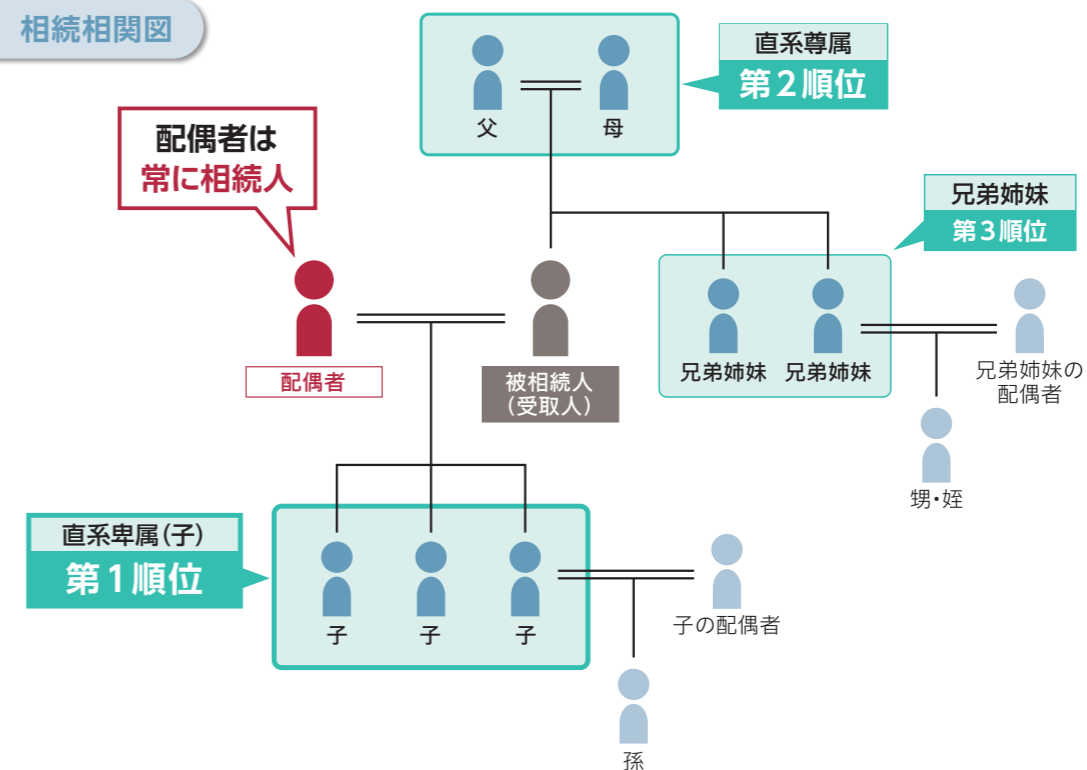 相続相関図
直系尊属
第2順位
父
母
配偶者は
常に相続人
兄弟姉妹
第3順位
配偶者
被相続人
(受取人)
兄弟姉妹
兄弟姉妹
兄弟姉妹の
配偶者
甥・姪
直系卑属(子)
第1順位
子
子
子
子の配偶者
孫